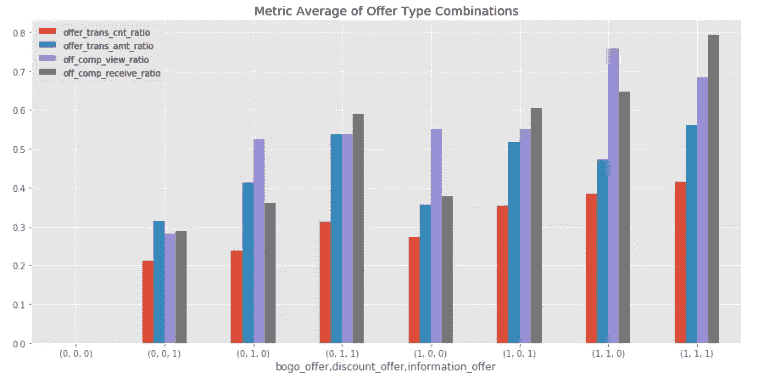 Metric Average of Offer Type Combinations
offer_trans_cnt_ratio
offer_trans_amt_ratio
off_comp_view_ratio
off_comp_receive_ratio
0.8
0.7
0.6
0.5
0.4
0.3
0.2
0.1
0.0
(0, 0, 0) (0, 0, 1) (0, 1, 0) (0, 1, 1) (1, 0, 0) (1, 0, 1) (1, 1, 0) (1, 1, 1)
bogo_offer,discount_offer,information_offer